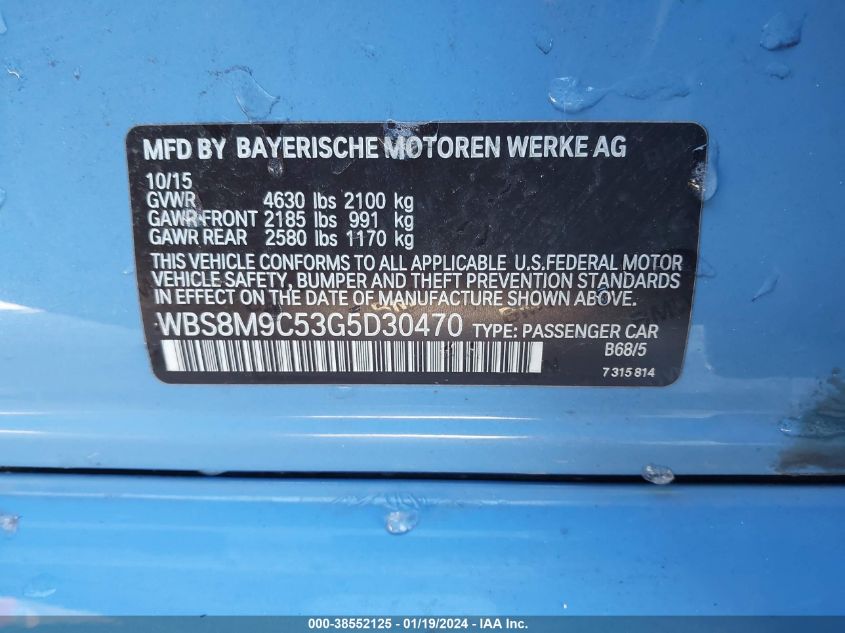 MFD BY BAYERISCHE MOTOREN WERKE AG
10/15
GVWR 4630 lbs 2100 kg
GAWR FRONT 2185 lbs 991 kg
GAWR REAR 2580 lbs 1170 kg
THIS VEHICLE CONFORMS TO ALL APPLICABLE U.S.FEDERAL MOTOR
VEHICLE SAFETY, BUMPER AND THEFT PREVENTION STANDARDS
IN EFFECT ON THE DATE OF MANUFACTURE SHOWN ABOVE.
WBS8M9C53G5D30470 TYPE: PASSENGER CAR
B68/5
7 315 814
000-38552125 - 01/19/2024 - IAA, Inc.